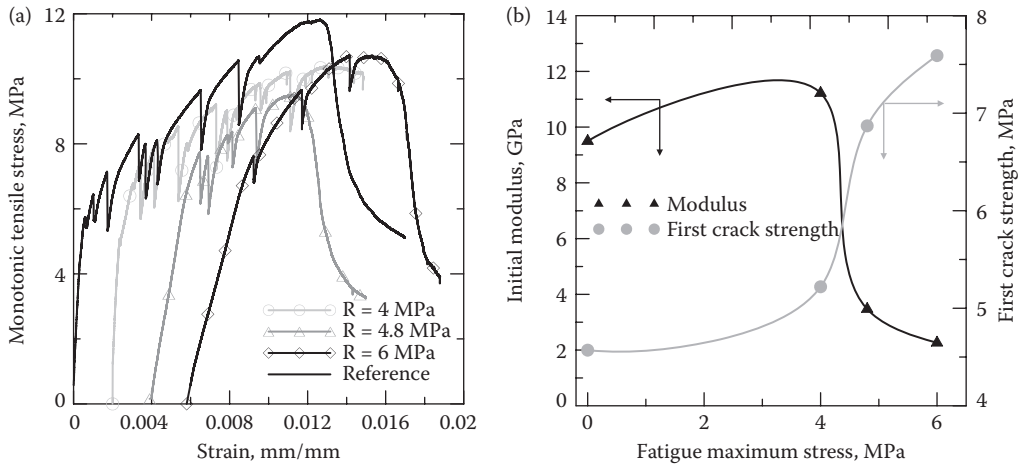 (a)
12
8
4
0
Monotonic tensile stress, MPa
R = 4 MPa
R = 4.8 MPa
R = 6 MPa
Reference
0 0.004 0.008 0.012 0.016 0.02
Strain, mm/mm
(b)
14
12
10
8
6
4
2
0
Initial modulus, GPa
Modulus
First crack strength
8
7
6
5
4
First crack strength, MPa
0 2 4 6
Fatigue maximum stress, MPa